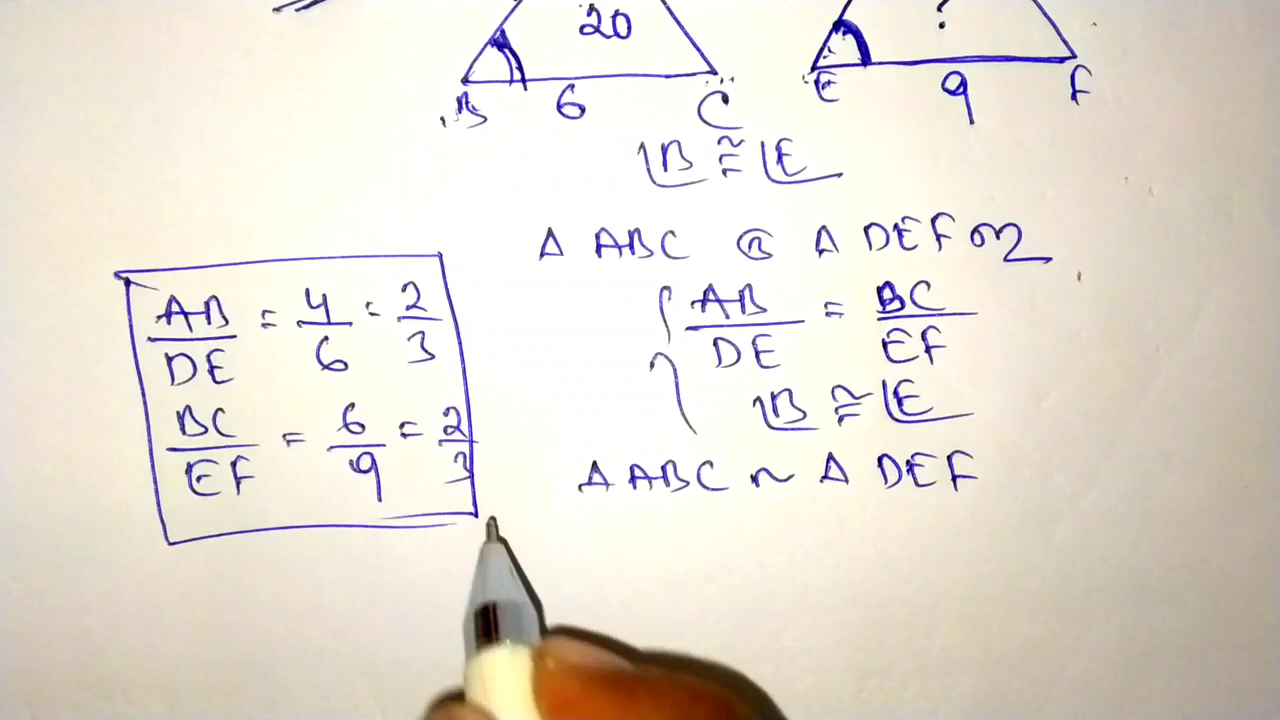 20 ?
B 6 C E 9 F
∠B ≅ ∠E
Δ ABC @ Δ DEF
AB/DE = 4/6 = 2/3
BC/EF = 6/9 = 2/3
AB/DE = BC/EF
∠B ≅ ∠E
Δ ABC ~ Δ DEF